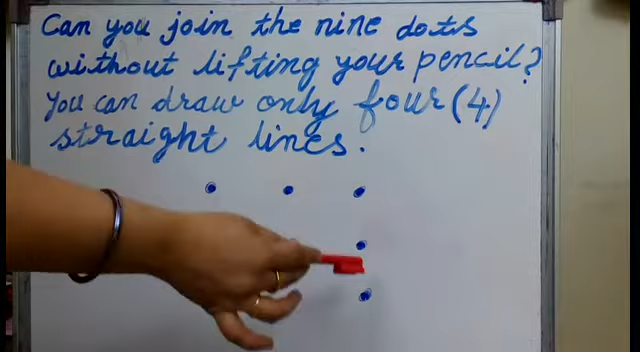 Can you join the nine dots
without lifting your pencil?
You can draw only four (4)
straight lines.